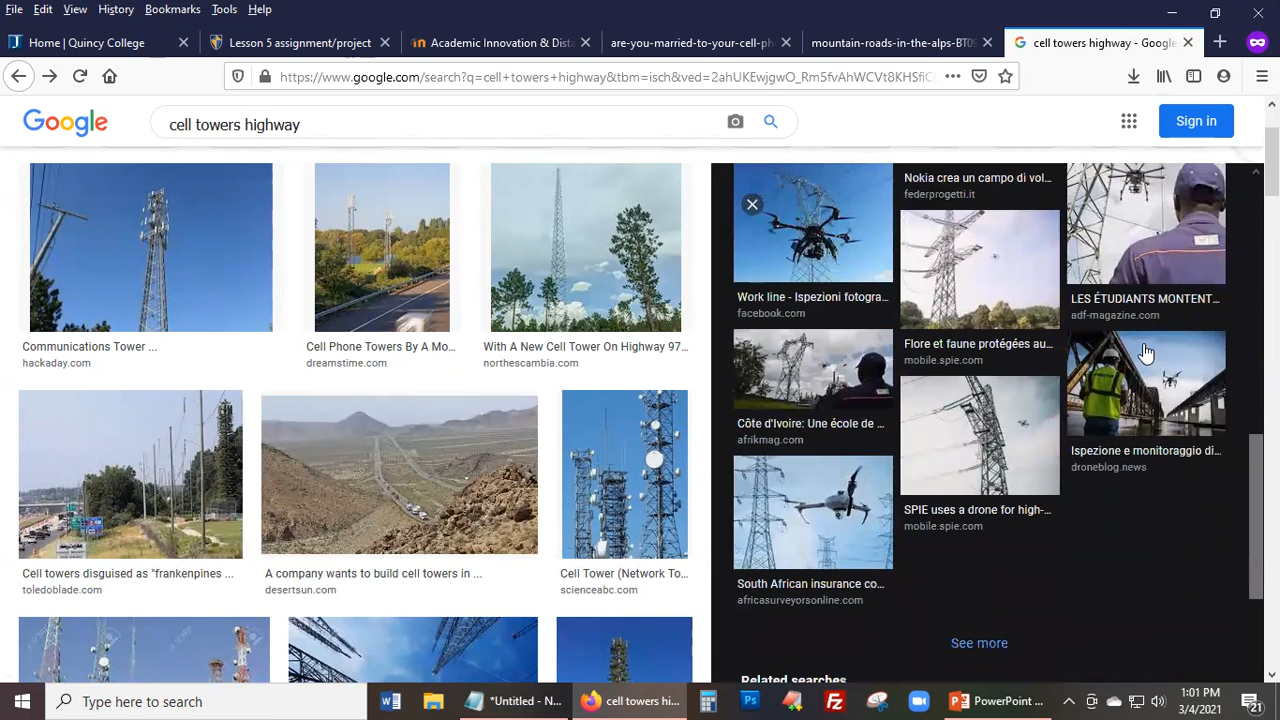 File Edit View History Bookmarks Tools Help
Home | Quincy College
Lesson 5 assignment/project
Academic Innovation & Dista
are-you-married-to-your-cell-ph
mountain-roads-in-the-alps-BT09
cell towers highway - Google
https://www.google.com/search?q=cell+towers+highway&tbm=isch&ved=2ahUKEwjgwO_Rm5fvAhWCVt8KHSfiC
Google
cell towers highway
Sign in
Communications Tower ...
hackaday.com
Cell Phone Towers By A Mo...
dreamstime.com
With A New Cell Tower On Highway 97...
northescambia.com
Cell towers disguised as "frankenpines ...
toledoblade.com
A company wants to build cell towers in ...
desertsun.com
Cell Tower (Network To...
scienceabc.com
Work line - Ispezioni fotogra...
facebook.com
Côte d'Ivoire: Une école de ...
afrikmag.com
South African insurance co...
africasurveyorsonline.com
Nokia crea un campo di vol...
federprogetti.it
Flore et faune protégées au...
mobile.spie.com
SPIE uses a drone for high-...
mobile.spie.com
LES ÉTUDIANTS MONTENT...
adf-magazine.com
Ispezione e monitoraggio di...
droneblog.news
See more
Related searches
Type here to search
*Untitled - N...
cell towers hi...
PowerPoint ...
1:01 PM
3/4/2021
21